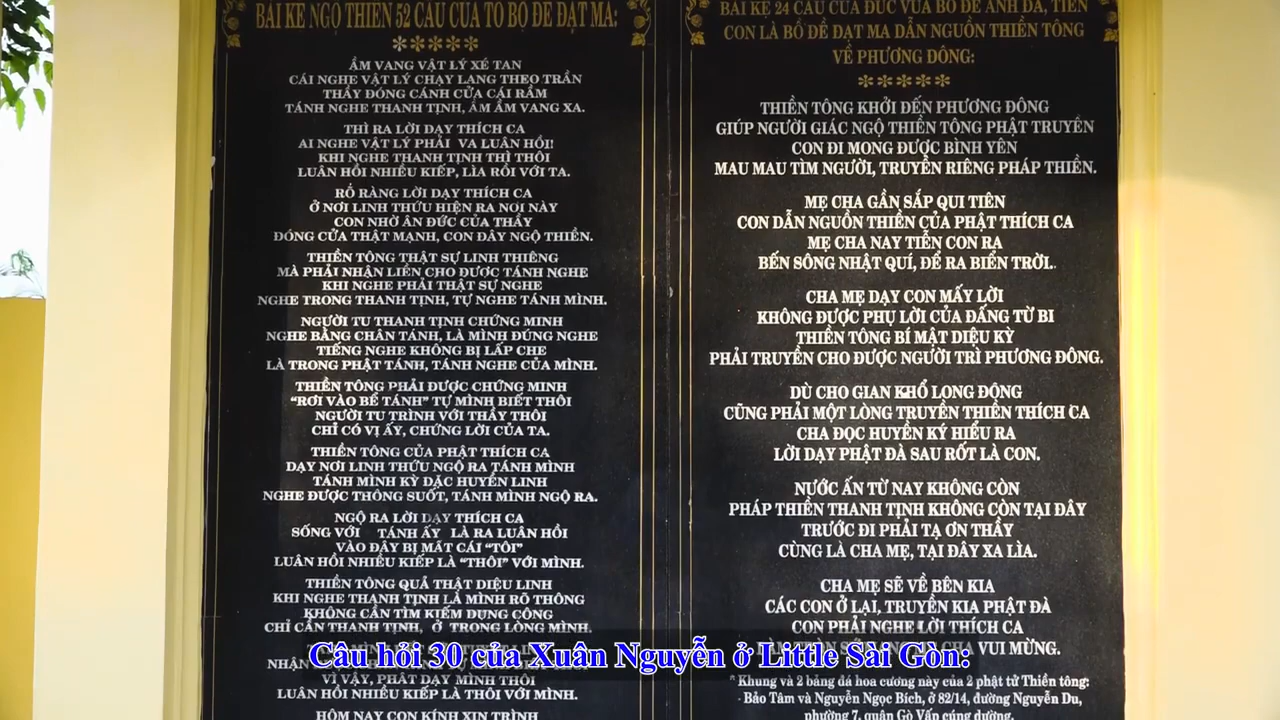 BÀI KỆ NGỘ THIỀN 52 CÂU CỦA TỔ BỒ ĐỀ ĐẠT MA:
ẦM VANG VẬT LÝ XÉ TAN
CÁI NGHE VẬT LÝ CHẠY LANG THEO TRẦN
THẦY ĐÓNG CÁNH CỬA CÁI RẦM
TÁNH NGHE THANH TỊNH, ÂM ẦM VANG XA.
THÌ RA LỜI DẠY THÍCH CA
AI NGHE VẬT LÝ PHẢI VA LUÂN HỒI!
KHI NGHE THANH TỊNH THÌ THÔI
LUÂN HỒI NHIỀU KIẾP, LÌA RỒI VỚI TA.
RỎ RÀNG LỜI DẠY THÍCH CA
Ở NƠI LINH THỨU HIỆN RA NƠI NÀY
CON NHỜ ÂN ĐỨC CỦA THẦY
ĐÓNG CỬA THẬT MẠNH, CON ĐÂY NGỘ THIỀN.
THIỀN TÔNG THẬT SỰ LINH THIÊNG
MÀ PHẢI NHẬN LIỀN CHO ĐƯỢC TÁNH NGHE
KHI NGHE PHẢI THẬT SỰ NGHE
NGHE TRONG THANH TỊNH, TỰ NGHE TÁNH MÌNH.
NGƯỜI TU THANH TỊNH CHỨNG MINH
NGHE BẰNG CHÂN TÁNH, LÀ MÌNH ĐÚNG NGHE
TIẾNG NGHE KHÔNG BỊ LẤP CHE
LÀ TRONG PHẬT TÁNH, TÁNH NGHE CỦA MÌNH.
THIỀN TÔNG PHẢI ĐƯỢC CHỨNG MINH
“RƠI VÀO BỂ TÁNH” TỰ MÌNH BIẾT THÔI
NGƯỜI TU TRÌNH VỚI THẦY THÔI
CHỈ CÓ VỊ ẤY, CHỨNG LỜI CỦA TA.
THIỀN TÔNG CỦA PHẬT THÍCH CA
DẠY NƠI LINH THỨU NGỘ RA TÁNH MÌNH
TÁNH MÌNH KỲ ĐẶC HUYỀN LINH
NGHE ĐƯỢC THÔNG SUỐT, TÁNH MÌNH NGỘ RA.
NGỘ RA LỜI DẠY THÍCH CA
SỐNG VỚI TÁNH ẤY LÀ RA LUÂN HỒI
VÀO ĐÂY BỊ MẤT CÁI “TÔI”
LUÂN HỒI NHIỀU KIẾP LÀ “THÔI” VỚI MÌNH.
THIỀN TÔNG QUẢ THẬT DIỆU LINH
KHI NGHE THANH TỊNH LÀ MÌNH RÕ THÔNG
KHÔNG CẦN TÌM KIẾM DỤNG CÔNG
CHỈ CẦN THANH TỊNH, Ở TRONG LÒNG MÌNH.
NHẬN
VÌ VẬY, PHẬT DẠY MÌNH THÔI
LUÂN HỒI NHIỀU KIẾP LÀ THÔI VỚI MÌNH.
HÔM NAY CON KÍNH XIN TRÌNH
BÀI KỆ 24 CÂU CỦA ĐỨC VUA BỒ ĐỀ ANH ĐA, TIỄN
CON LÀ BỒ ĐỀ ĐẠT MA DẪN NGUỒN THIỀN TÔNG
VỀ PHƯƠNG ĐÔNG:
THIỀN TÔNG KHỞI ĐẾN PHƯƠNG ĐÔNG
GIÚP NGƯỜI GIÁC NGỘ THIỀN TÔNG PHẬT TRUYỀN
CON ĐI MONG ĐƯỢC BÌNH YÊN
MAU MAU TÌM NGƯỜI, TRUYỀN RIÊNG PHÁP THIỀN.
MẸ CHA GẦN SẮP QUI TIÊN
CON DẪN NGUỒN THIỀN CỦA PHẬT THÍCH CA
MẸ CHA NAY TIỄN CON RA
BẾN SÔNG NHẬT QUÍ, ĐỂ RA BIỂN TRỜI.
CHA MẸ DẠY CON MẤY LỜI
KHÔNG ĐƯỢC PHỤ LỜI CỦA ĐẤNG TỪ BI
THIỀN TÔNG BÍ MẬT DIỆU KỲ
PHẢI TRUYỀN CHO ĐƯỢC NGƯỜI TRÌ PHƯƠNG ĐÔNG.
DÙ CHO GIAN KHỔ LONG ĐỘNG
CŨNG PHẢI MỘT LÒNG TRUYỀN THIỀN THÍCH CA
CHA ĐỌC HUYỀN KÝ HIỂU RA
LỜI DẠY PHẬT ĐÀ SAU RỐT LÀ CON.
NƯỚC ẤN TỪ NAY KHÔNG CÒN
PHÁP THIỀN THANH TỊNH KHÔNG CÒN TẠI ĐÂY
TRƯỚC ĐI PHẢI TẠ ƠN THẦY
CÙNG LÀ CHA MẸ, TẠI ĐÂY XA LÌA.
CHA MẸ SẼ VỀ BÊN KIA
CÁC CON Ở LẠI, TRUYỀN KIA PHẬT ĐÀ
CON PHẢI NGHE LỜI THÍCH CA
CHA VUI MỪNG.
* Khung và 2 bảng đá hoa cương này của 2 phật tử Thiền tông:
- Bảo Tâm và Nguyễn Ngọc Bích, ở 82/14, đường Nguyễn Du,
phường 7, quận Gò Vấp cúng dường.
Câu hỏi 30 của Xuân Nguyễn ở Little Sài Gòn: